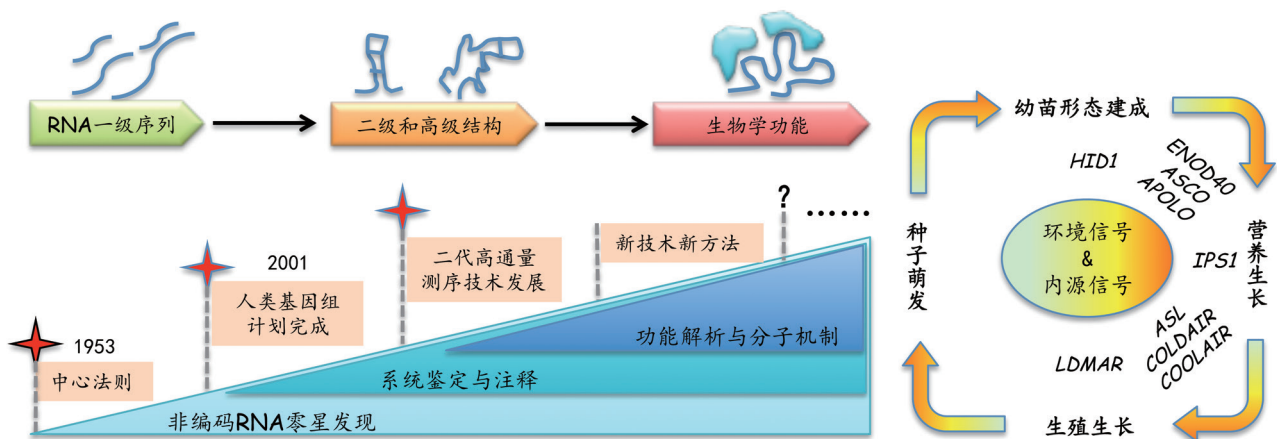 RNA一级序列
二级和高级结构
生物学功能
1953
中心法则
2001
人类基因组
计划完成
二代高通量
测序技术发展
新技术新方法
?
......
功能解析与分子机制
系统鉴定与注释
非编码RNA零星发现
幼苗形态建成
HID1
ENOD40
ASCO
APOLO
种子萌发
环境信号
&
内源信号
IPS1
营养生长
ASL
COLDAIR
COOLAIR
LDMAR
生殖生长